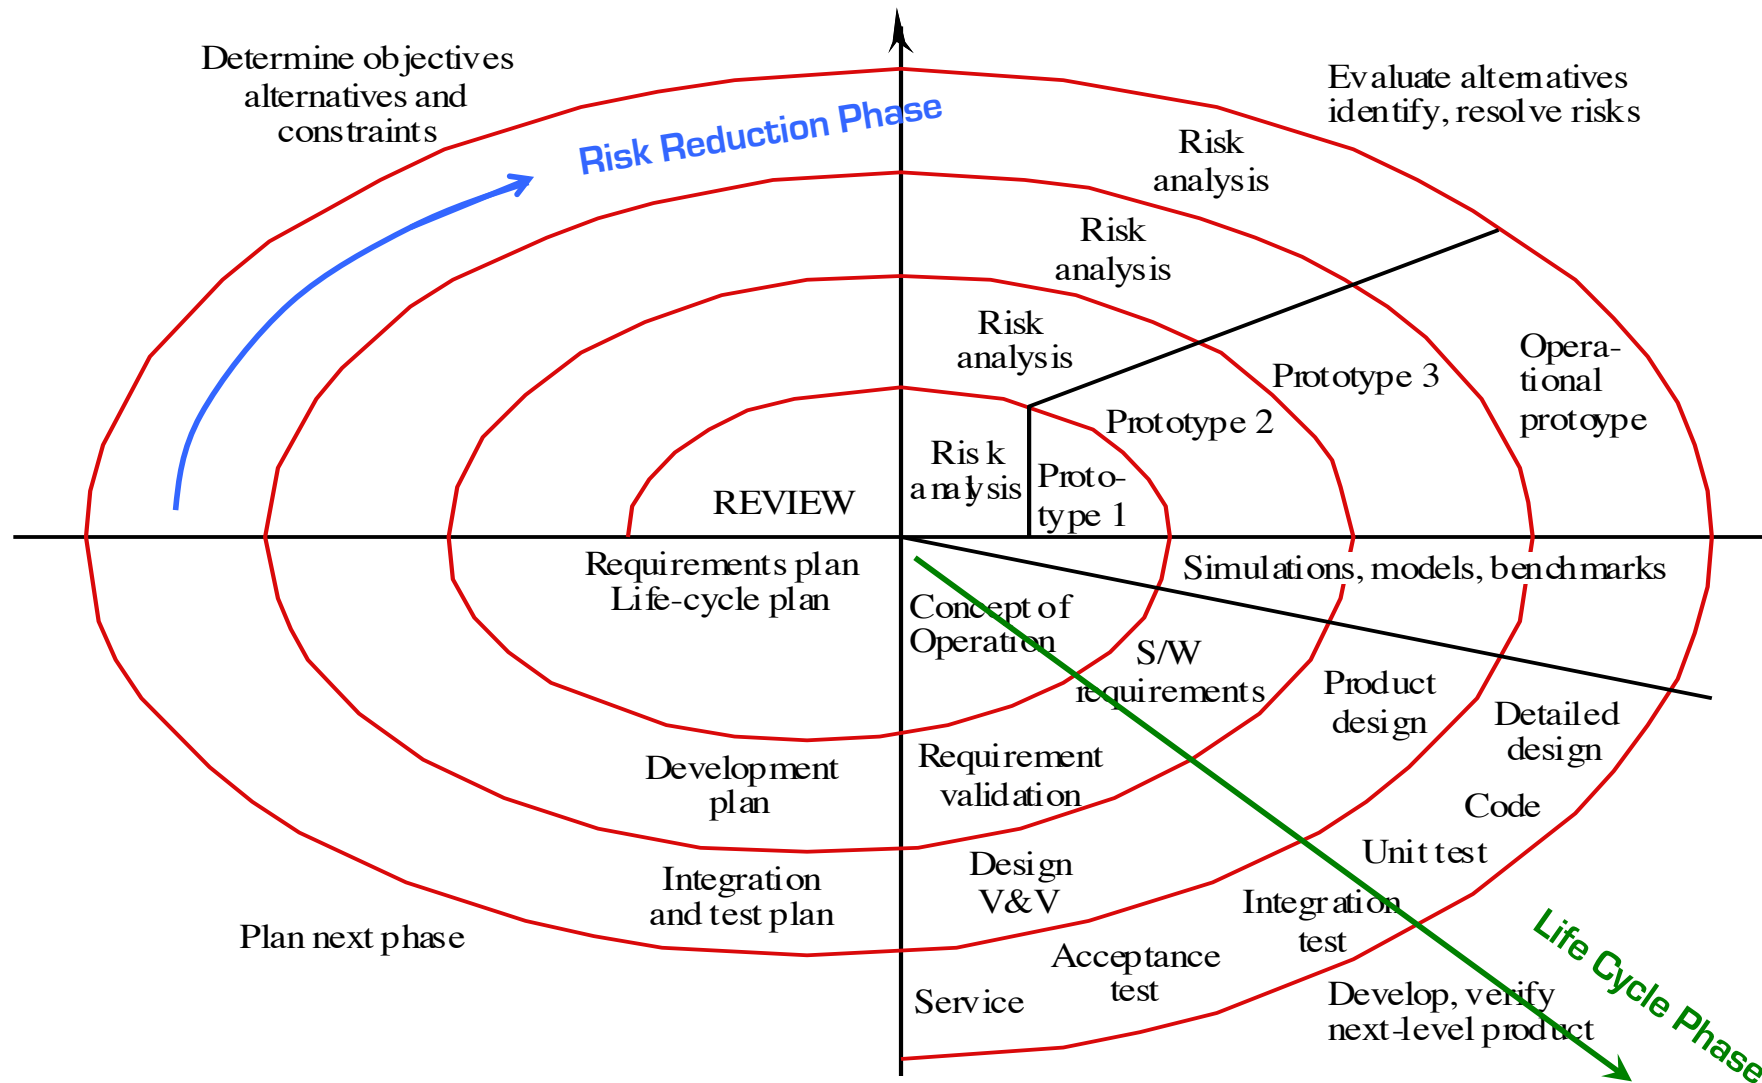 Determine objectives
alternatives and
constraints
Risk Reduction Phase
Evaluate alternatives
identify, resolve risks
Risk
analysis
Risk
analysis
Risk
analysis
Risk
analysis
Proto-
type 1
Prototype 2
Prototype 3
Opera-
tional
protoype
REVIEW
Requirements plan
Life-cycle plan
Simulations, models, benchmarks
Concept of
Operation
S/W
requirements
Product
design
Detailed
design
Development
plan
Requirement
validation
Code
Unit test
Integration
and test plan
Design
V&V
Integration
test
Plan next phase
Acceptance
test
Service
Develop, verify
next-level product
Life Cycle Phase